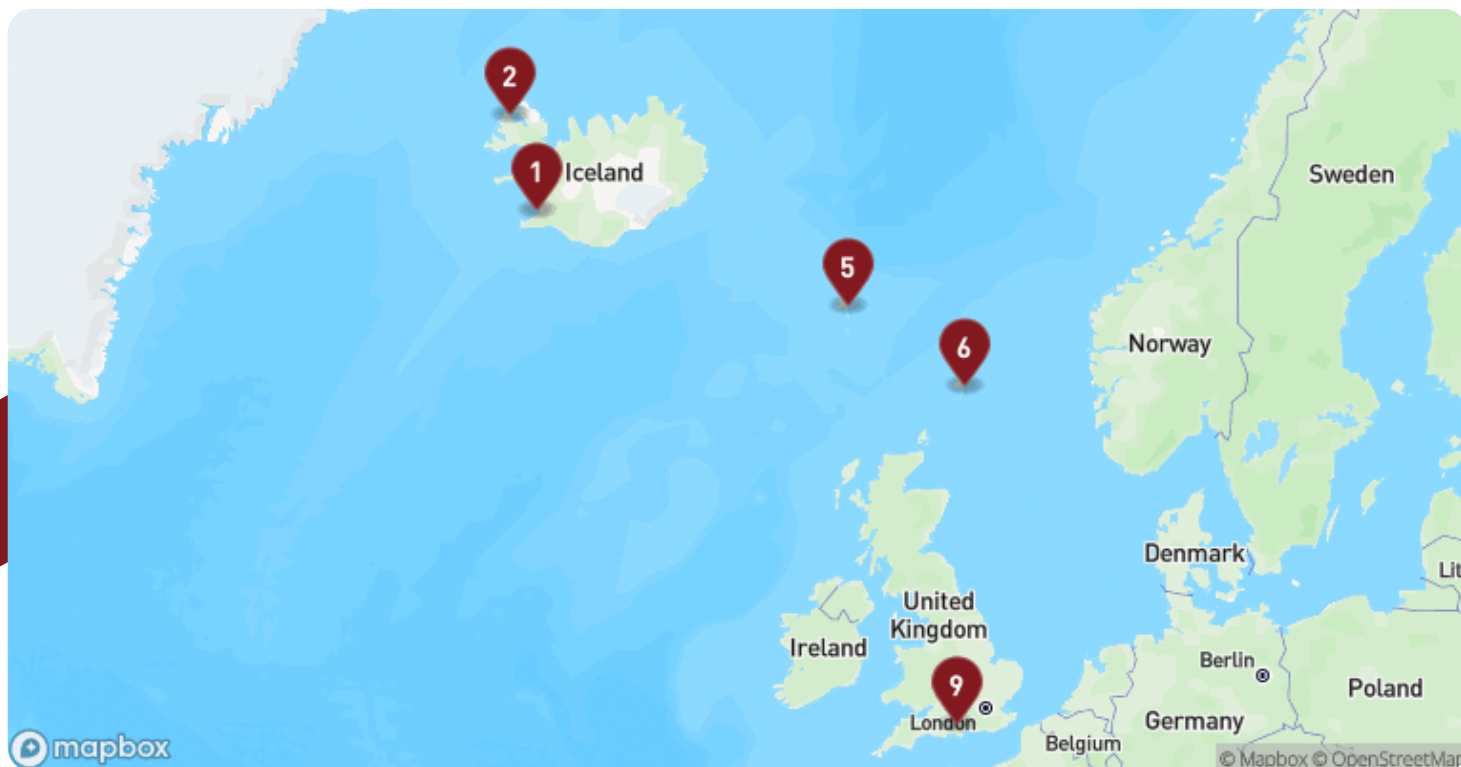 2
1
Iceland
Sweden
5
6
Norway
Denmark
Lit
United
Kingdom
Ireland
Berlin
9
Poland
London
Germany
Belgium
mapbox
© Mapbox © OpenStreetMap